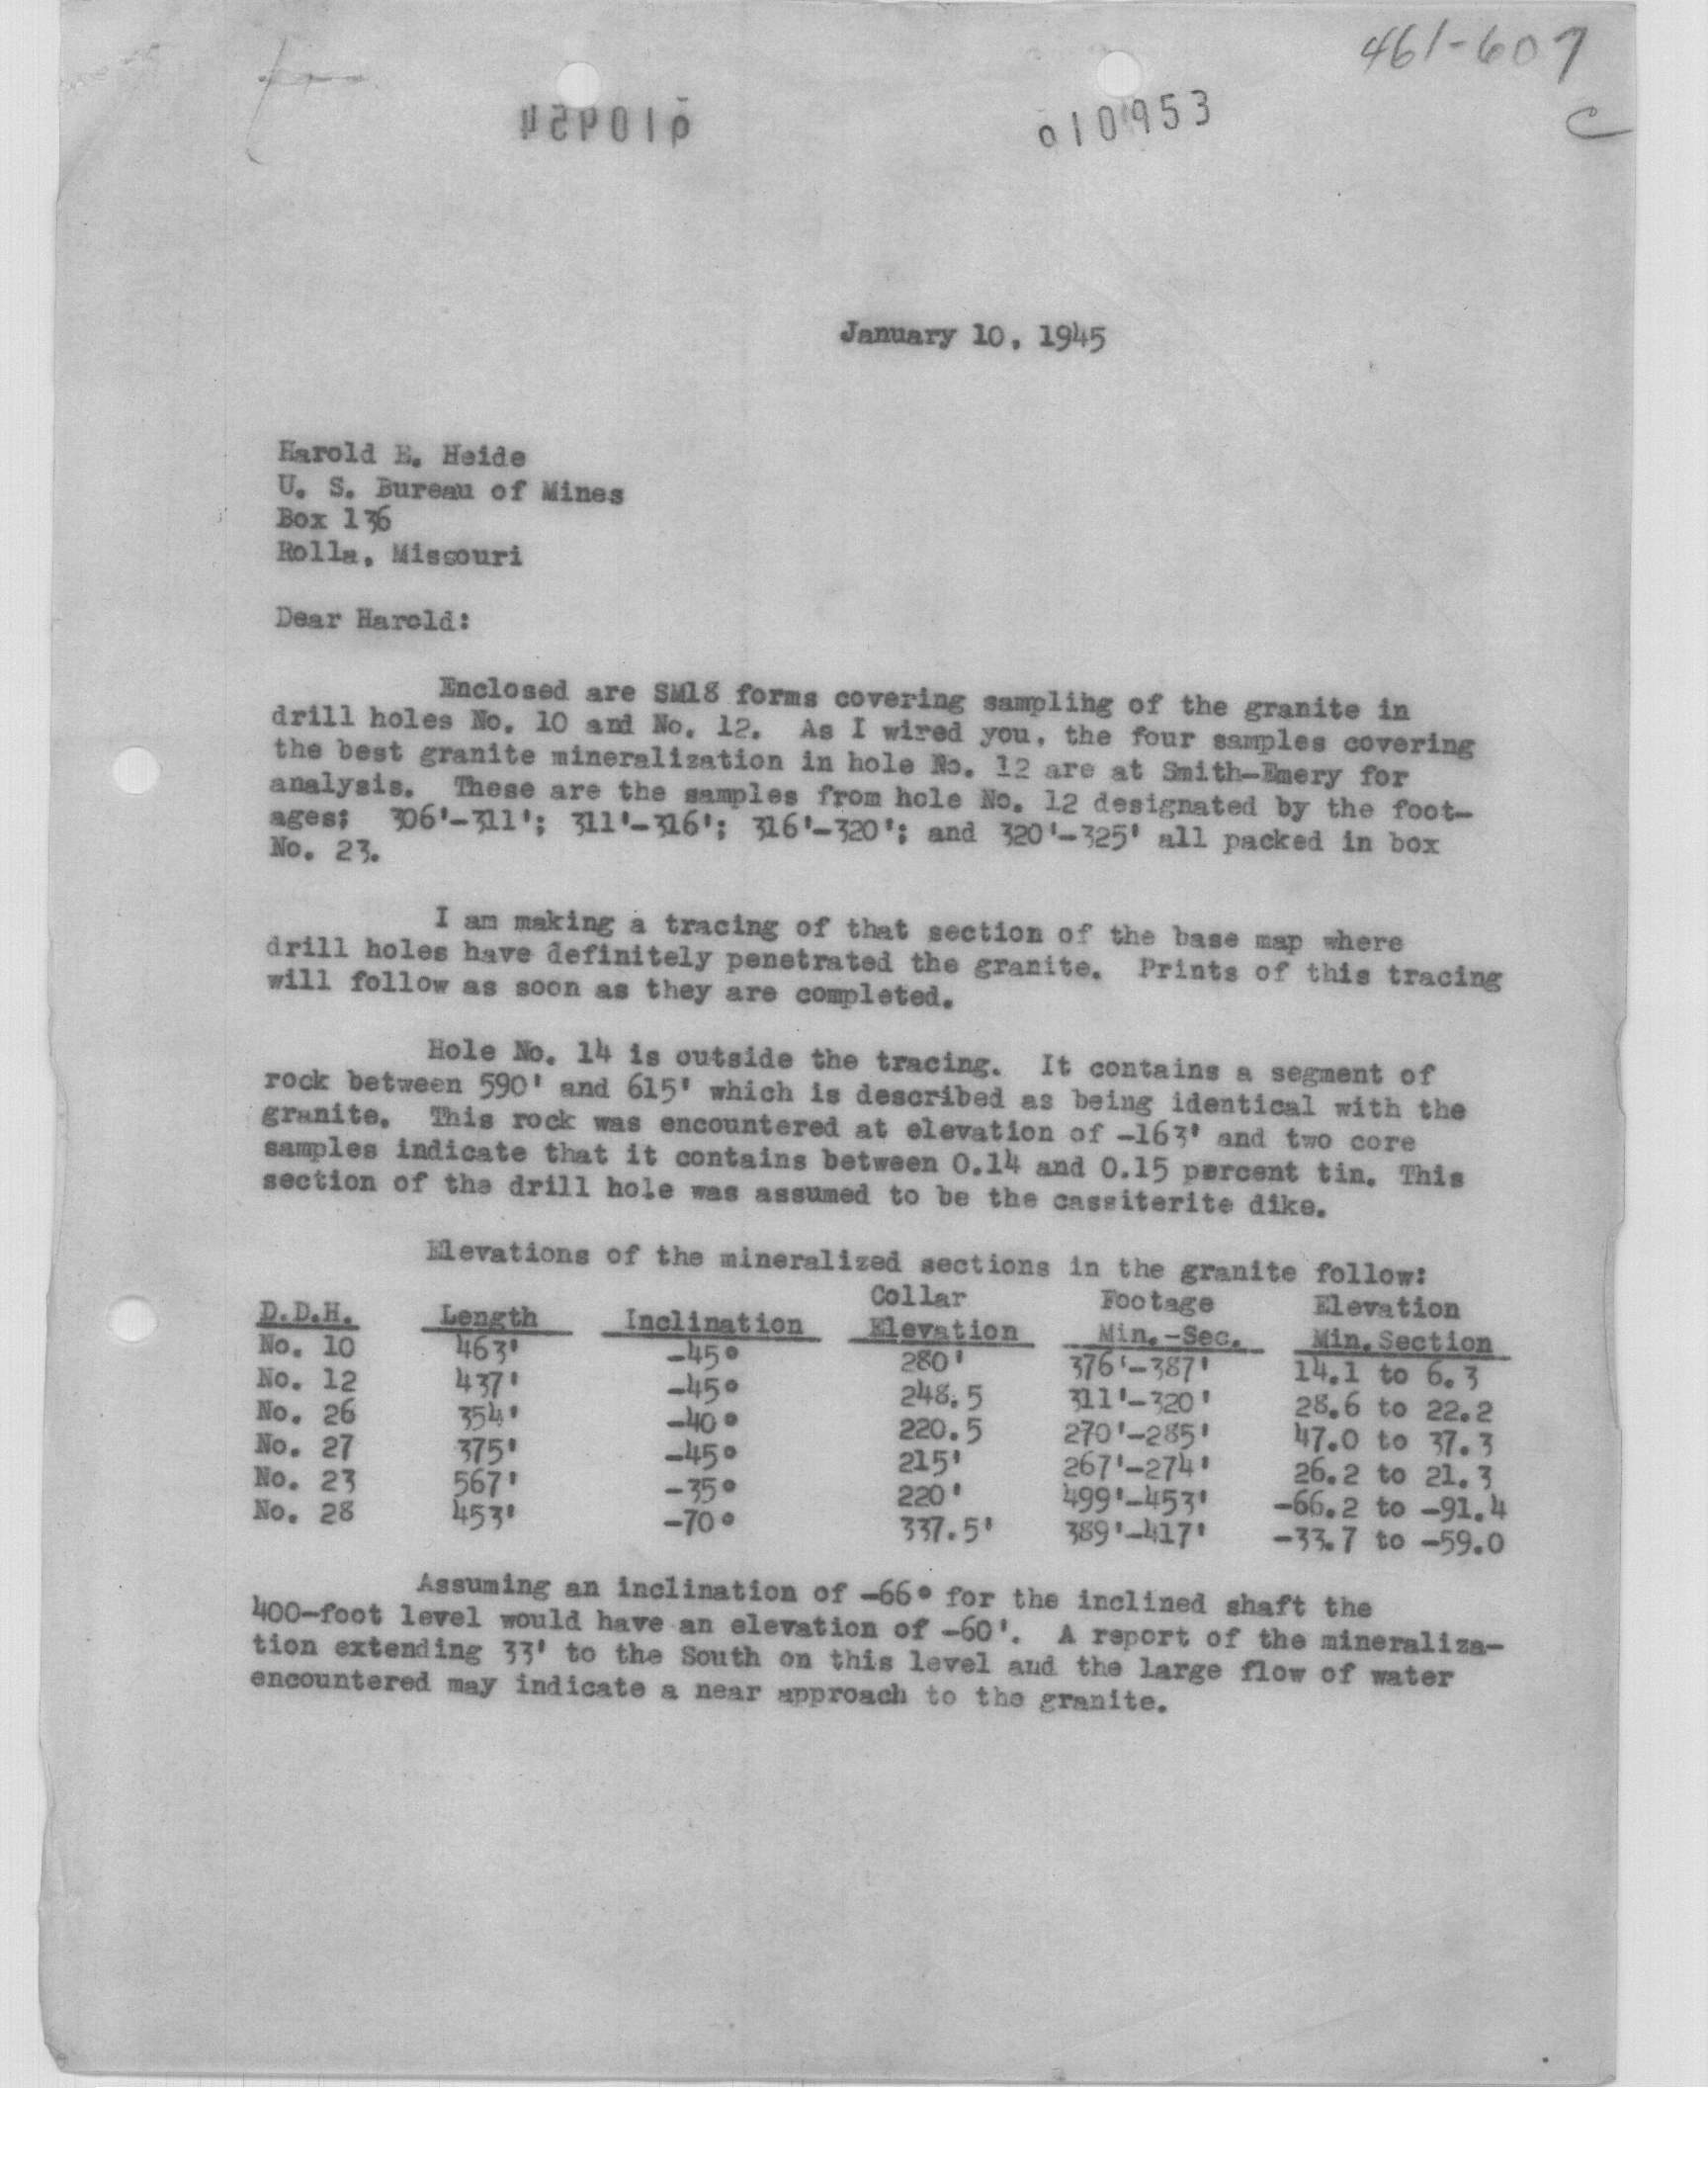 461-607
c
010953
January 10, 1945
Harold E. Heide
U. S. Bureau of Mines
Box 136
Rolla, Missouri
Dear Harold:
Enclosed are SM18 forms covering samplihg of the granite in
drill holes No. 10 and No. 12. As I wired you, the four samples covering
the best granite mineralization in hole No. 12 are at Smith-Emery for
analysis. These are the samples from hole No. 12 designated by the foot-
ages; 306'-311'; 311'-316'; 316'-320'; and 320'-325' all packed in box
No. 23.
I am making a tracing of that section of the base map where
drill holes have definitely penetrated the granite. Prints of this tracing
will follow as soon as they are completed.
Hole No. 14 is outside the tracing. It contains a segment of
rock between 590' and 615' which is described as being identical with the
granite. This rock was encountered at elevation of -163' and two core
samples indicate that it contains between 0.14 and 0.15 percent tin. This
section of the drill hole was assumed to be the cassiterite dike.
Elevations of the mineralized sections in the granite follow:
Collar Footage Elevation
D.D.H. Length Inclination Elevation Min.-Sec. Min. Section
No. 10 463' -45° 280' 376'-387' 14.1 to 6.3
No. 12 437' -45° 248.5 311'-320' 28.6 to 22.2
No. 26 354' -40° 220.5 270'-285' 47.0 to 37.3
No. 27 375' -45° 215' 267'-274' 26.2 to 21.3
No. 23 567' -35° 220' 499'-453' -66.2 to -91.4
No. 28 453' -70° 337.5' 389'-417' -33.7 to -59.0
Assuming an inclination of -66° for the inclined shaft the
400-foot level would have an elevation of -60'. A report of the mineraliza-
tion extending 33' to the South on this level and the large flow of water
encountered may indicate a near approach to the granite.